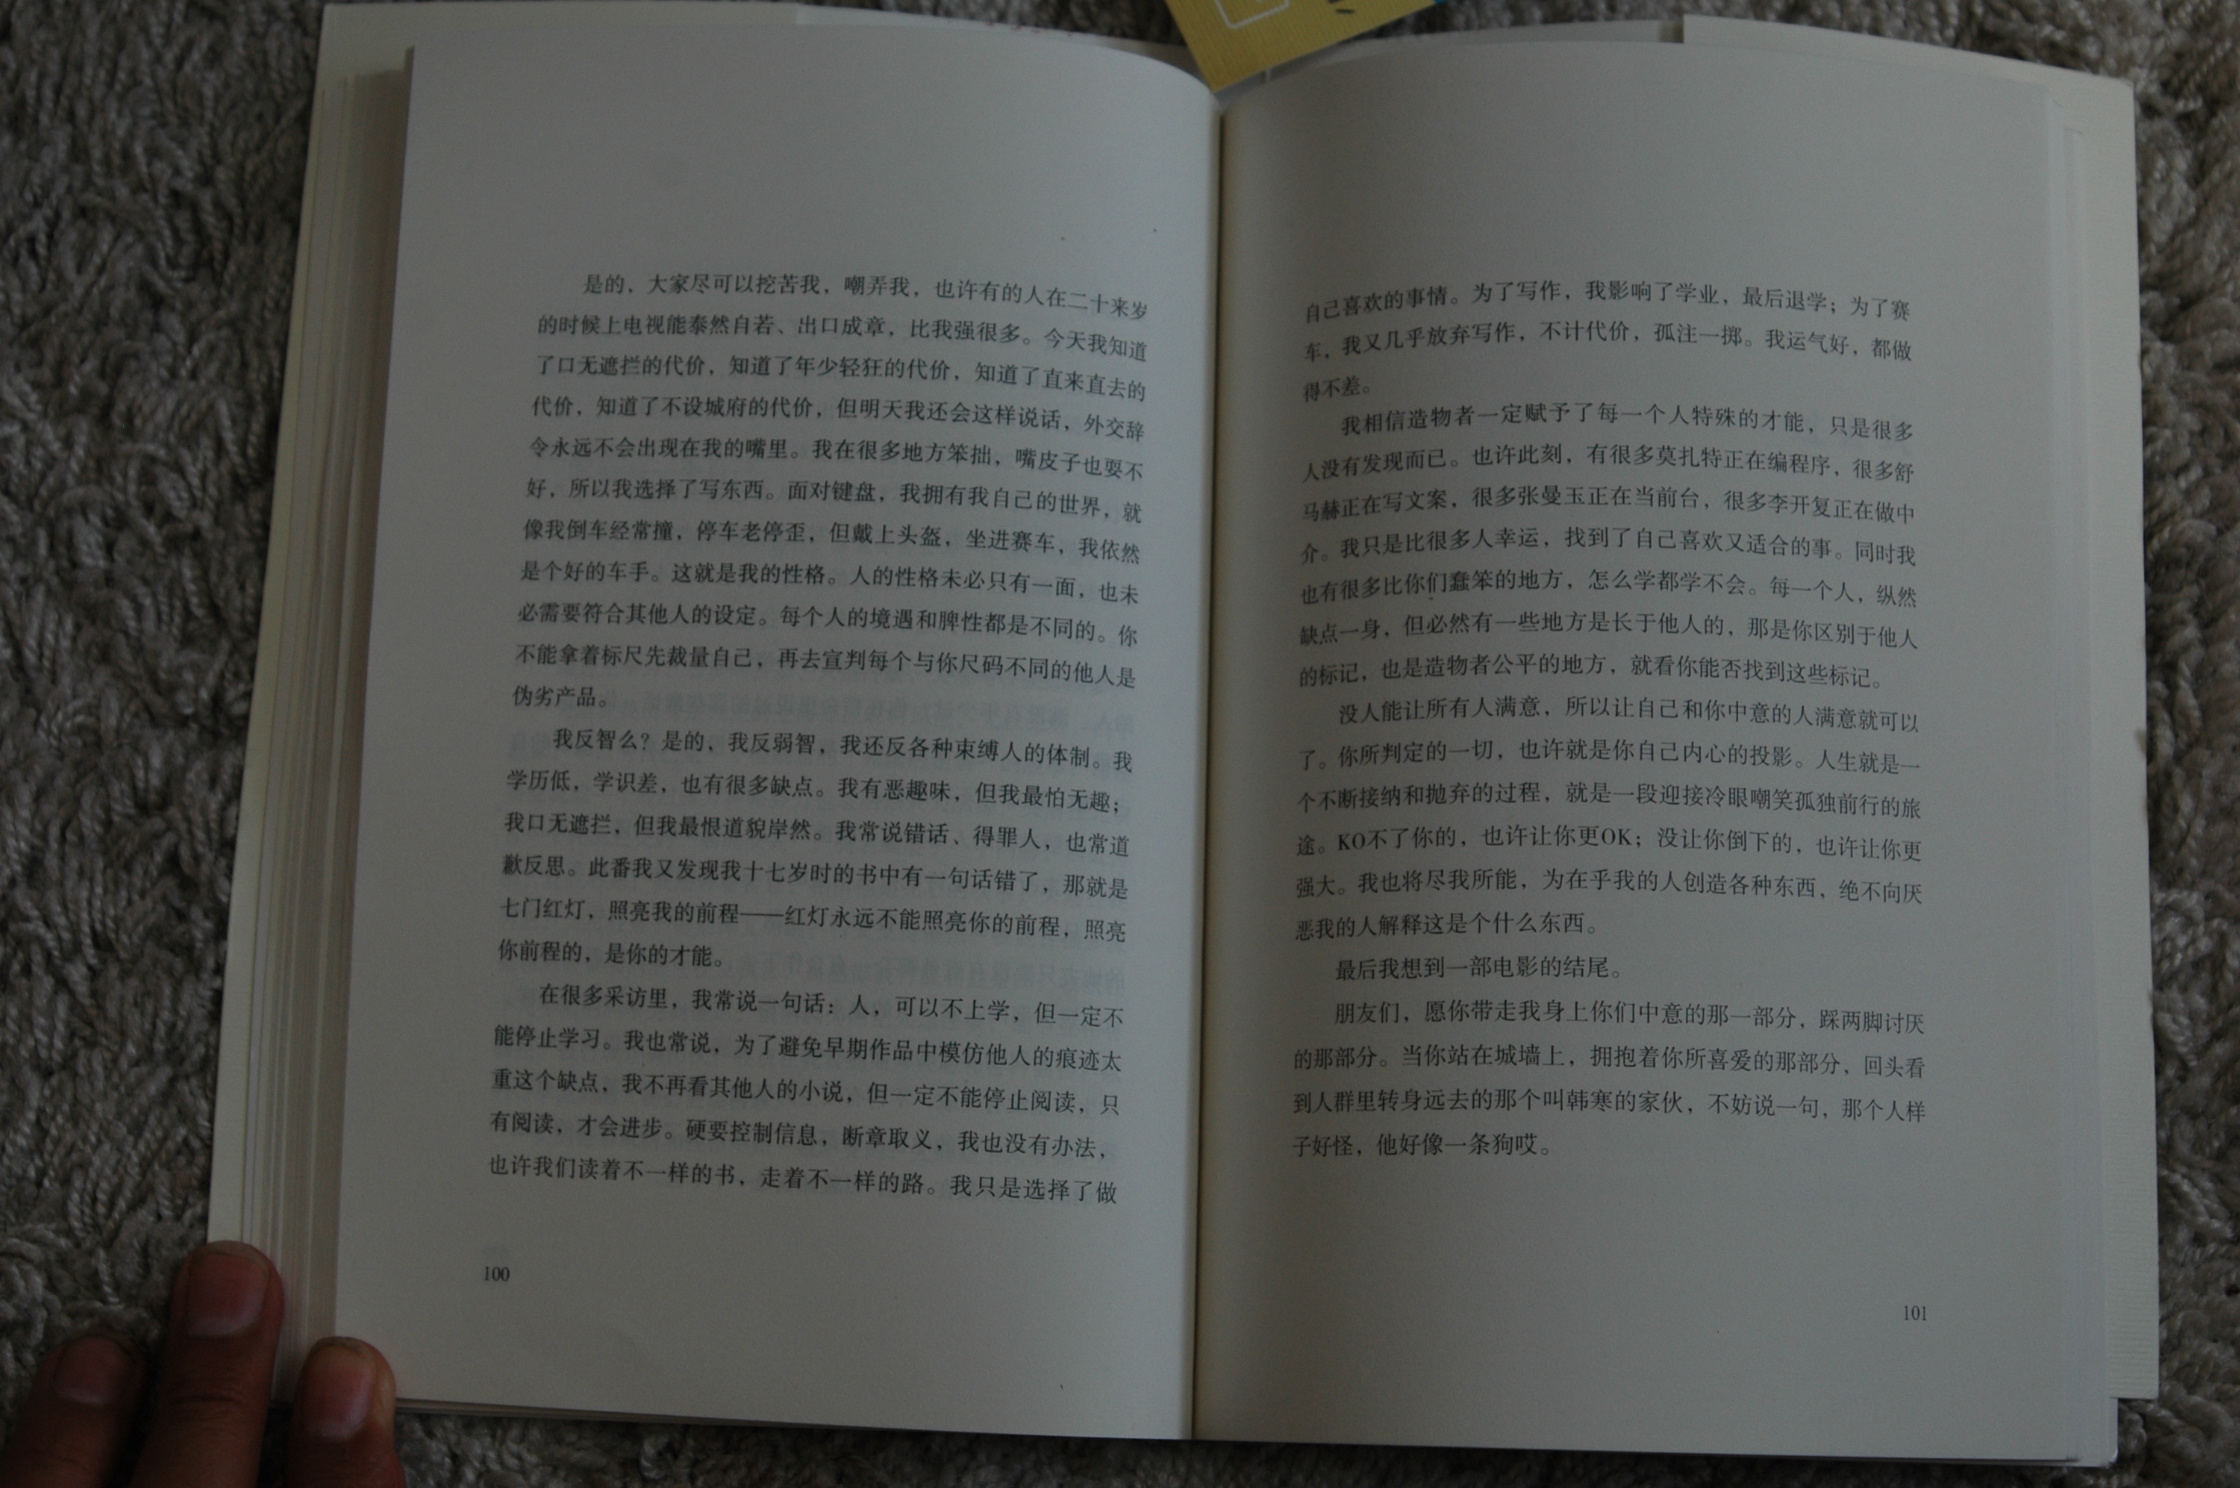 是的，大家尽可以挖苦我，嘲弄我，也许有的人在二十来岁
的时候上电视能泰然自若、出口成章，比我强很多。今天我知道
了口无遮拦的代价，知道了年少轻狂的代价，知道了直来直去的
代价，知道了不设城府的代价，但明天我还会这样说话，外交辞
令永远不会出现在我的嘴里。我在很多地方笨拙，嘴皮子也耍不
好，所以我选择了写东西。面对键盘，我拥有我自己的世界，就
像我倒车经常撞，停车老停歪，但戴上头盔，坐进赛车，我依然
是个好的车手。这就是我的性格。人的性格未必只有一面，也未
必需要符合其他人的设定。每个人的境遇和脾性都是不同的。你
不能拿着标尺先裁量自己，再去宣判每个与你尺码不同的他人是
伪劣产品。
我反智么？是的，我反弱智，我还反各种束缚人的体制。我
学历低，学识差，也有很多缺点。我有恶趣味，但我最怕无趣；
我口无遮拦，但我最恨道貌岸然。我常说错话、得罪人，也常道
歉反思。此番我又发现我十七岁时的书中有一句话错了，那就是
七门红灯，照亮我的前程——红灯永远不能照亮你的前程，照亮
你前程的，是你的才能。
在很多采访里，我常说一句话：人，可以不上学，但一定不
能停止学习。我也常说，为了避免早期作品中模仿他人的痕迹太
重这个缺点，我不再看其他人的小说，但一定不能停止阅读，只
有阅读，才会进步。硬要控制信息，断章取义，我也没有办法，
也许我们读着不一样的书，走着不一样的路。我只是选择了做
100
自己喜欢的事情。为了写作，我影响了学业，最后退学；为了赛
车，我又几乎放弃写作，不计代价，孤注一掷。我运气好，都做
得不差。
我相信造物者一定赋予了每一个人特殊的才能，只是很多
人没有发现而已。也许此刻，有很多莫扎特正在编程序，很多舒
马赫正在写文案，很多张曼玉正在当前台，很多李开复正在做中
介。我只是比很多人幸运，找到了自己喜欢又适合的事。同时我
也有很多比你们蠢笨的地方，怎么学都学不会。每一个人，纵然
缺点一身，但必然有一些地方是长于他人的，那是你区别于他人
的标记，也是造物者公平的地方，就看你能否找到这些标记。
没人能让所有人满意，所以让自己和你中意的人满意就可以
了。你所判定的一切，也许就是你自己内心的投影。人生就是一
个不断接纳和抛弃的过程，就是一段迎接冷眼嘲笑孤独前行的旅
途。KO不了你的，也许让你更OK；没让你倒下的，也许让你更
强大。我也将尽我所能，为在乎我的人创造各种东西，绝不向厌
恶我的人解释这是个什么东西。
最后我想到一部电影的结尾。
朋友们，愿你带走我身上你们中意的那一部分，踩两脚讨厌
的那部分。当你站在城墙上，拥抱着你所喜爱的那部分，回头看
到人群里转身远去的那个叫韩寒的家伙，不妨说一句，那个人样
子好怪，他好像一条狗哎。
101